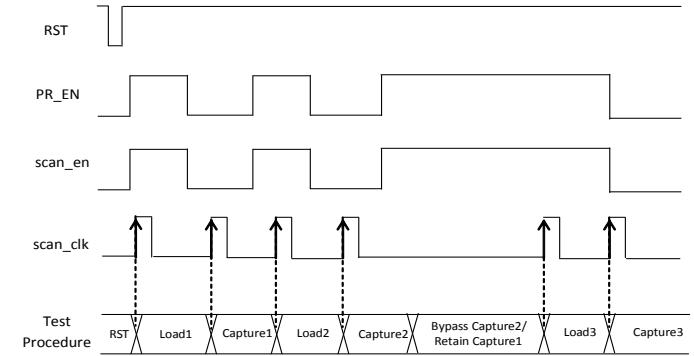 RST
PR_EN
scan_en
scan_clk
Test
Procedure
RST Load1 Capture1 Load2 Capture2 Bypass Capture2/ Load3 Capture3
Retain Capture1